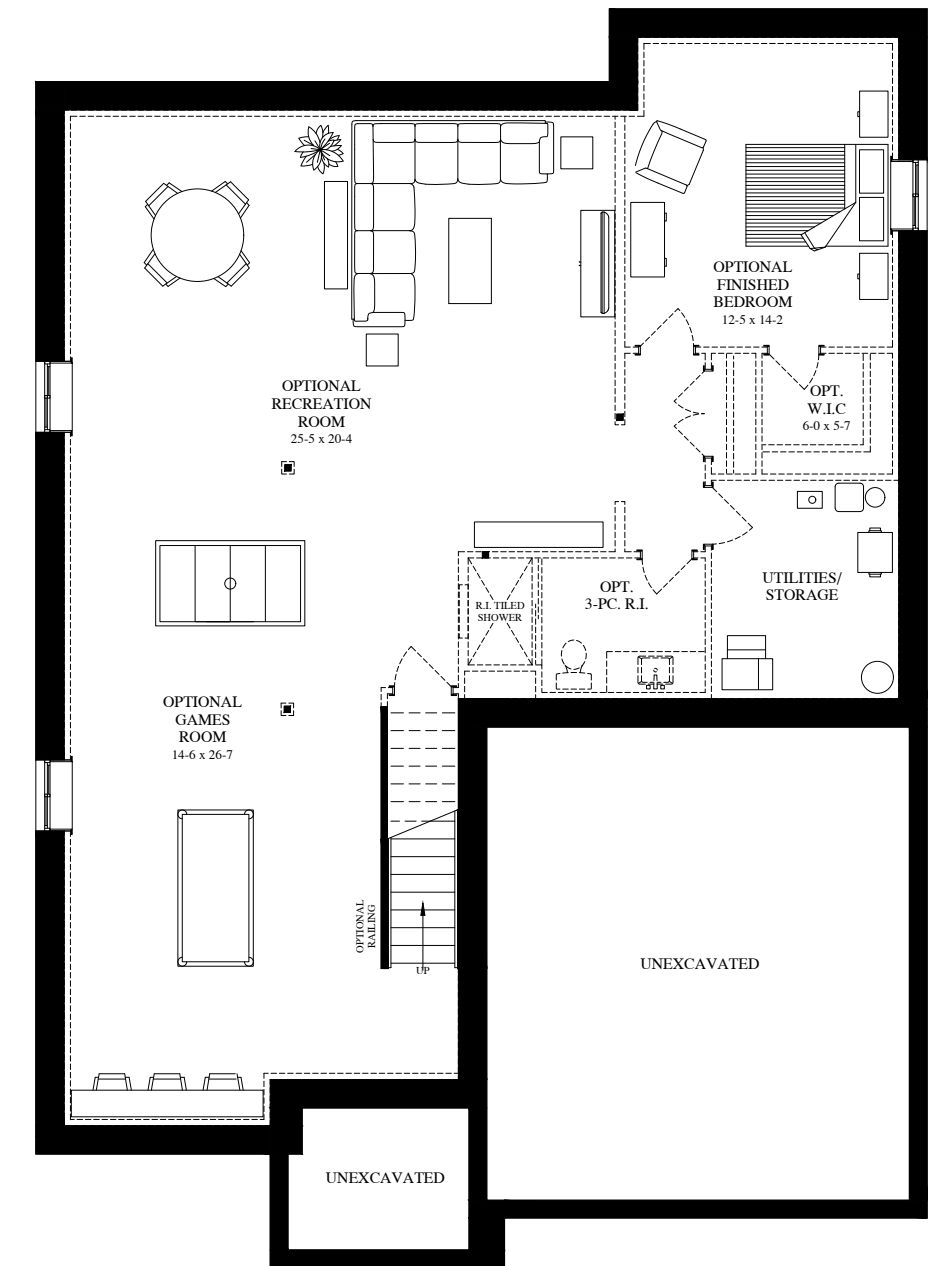 OPTIONAL
FINISHED
BEDROOM
12-5 x 14-2
OPTIONAL
RECREATION
ROOM
25-5 x 20-4
OPT.
W.I.C
6-0 x 5-7
UTILITIES/
STORAGE
OPT.
3-PC. R.I.
R.I. TILED
SHOWER
OPTIONAL
GAMES
ROOM
14-6 x 26-7
OPTIONAL
RAILING
UP
UNEXCAVATED
UNEXCAVATED